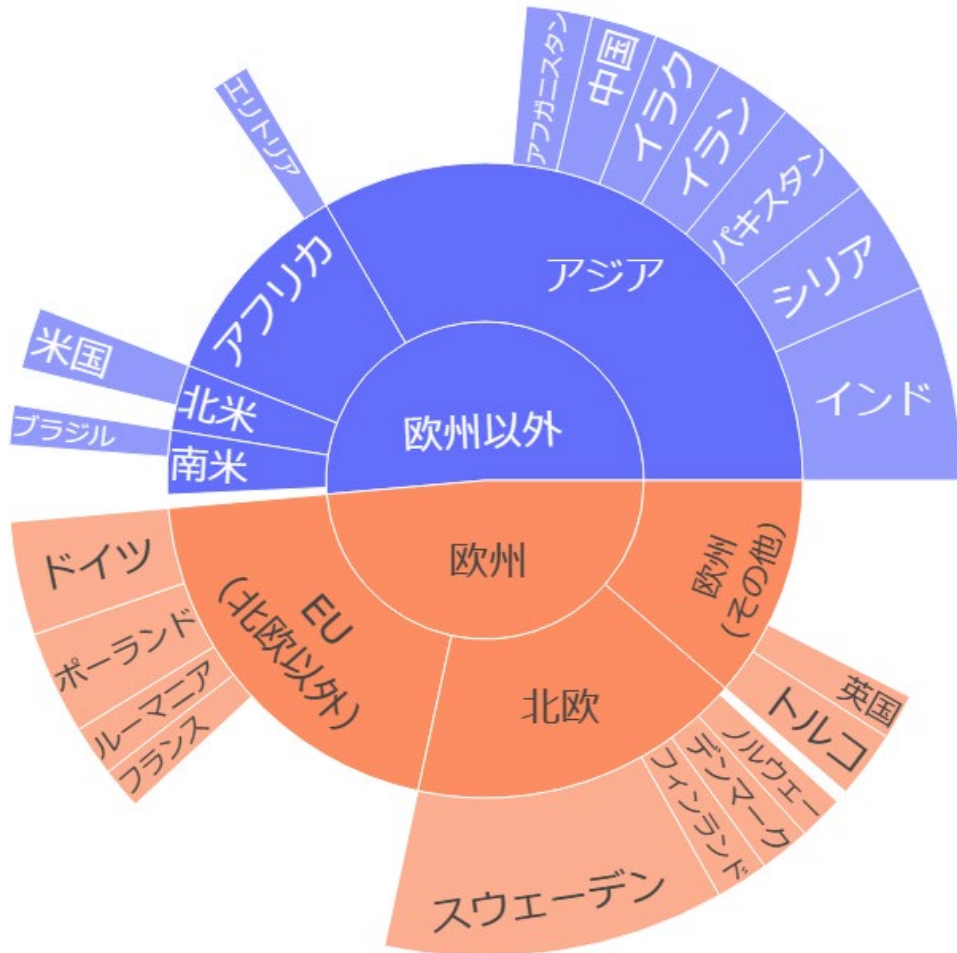 アフガニスタン
中国
イラク
イラン
パキスタン
シリア
インド
エリトリア
アフリカ
アジア
米国
北米
ブラジル
南米
欧州以外
欧州
欧州
(その他)
EU
(北欧以外)
北欧
ドイツ
ポーランド
ルーマニア
フランス
スウェーデン
フィンランド
デンマーク
ノルウェー
トルコ
英国